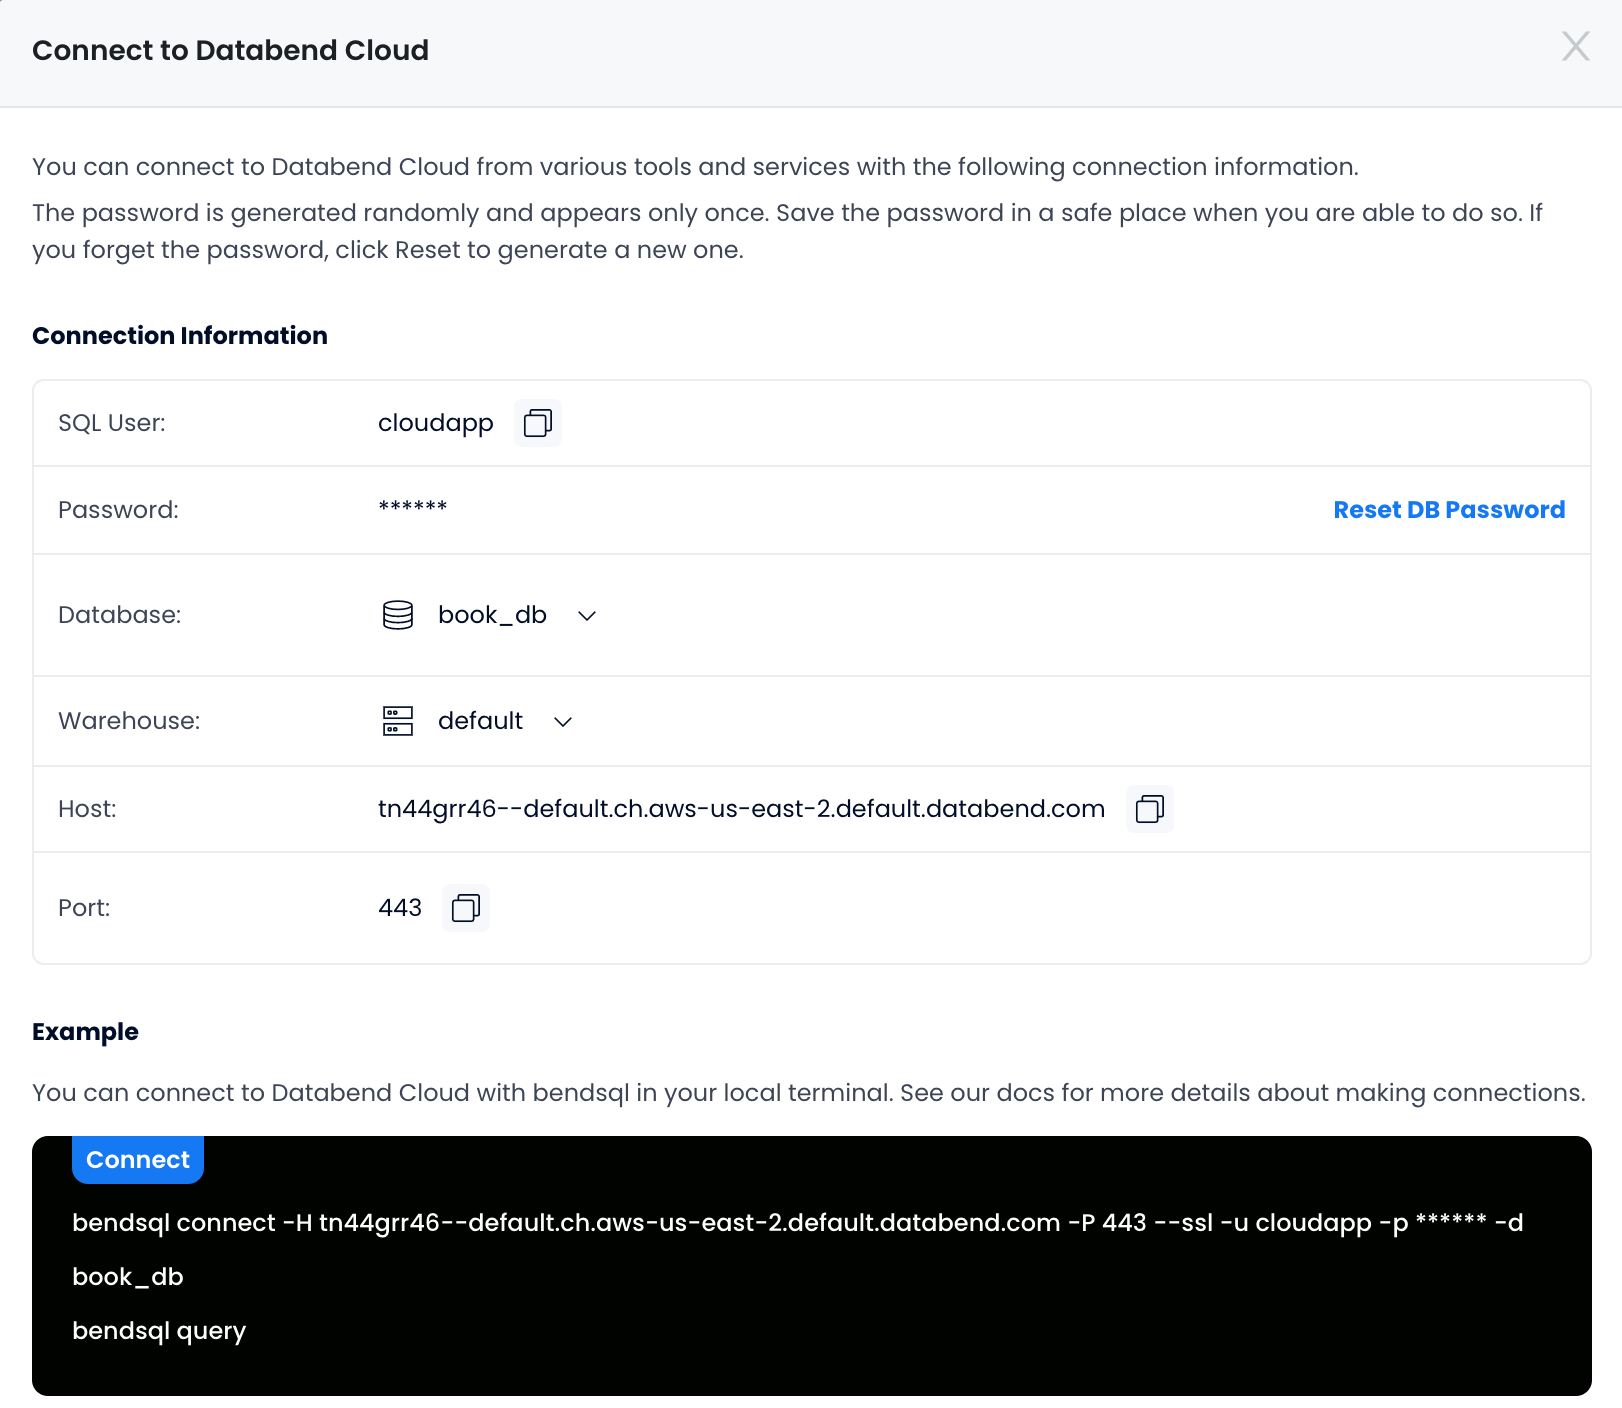 Connect to Databend Cloud
You can connect to Databend Cloud from various tools and services with the following connection information.
The password is generated randomly and appears only once. Save the password in a safe place when you are able to do so. If
you forget the password, click Reset to generate a new one.
Connection Information
SQL User: cloudapp
Password: ****** Reset DB Password
Database: book_db
Warehouse: default
Host: tn44grr46--default.ch.aws-us-east-2.default.databend.com
Port: 443
Example
You can connect to Databend Cloud with bendsql in your local terminal. See our docs for more details about making connections.
Connect
bendsql connect -H tn44grr46--default.ch.aws-us-east-2.default.databend.com -P 443 --ssl -u cloudapp -p ****** -d
book_db
bendsql query